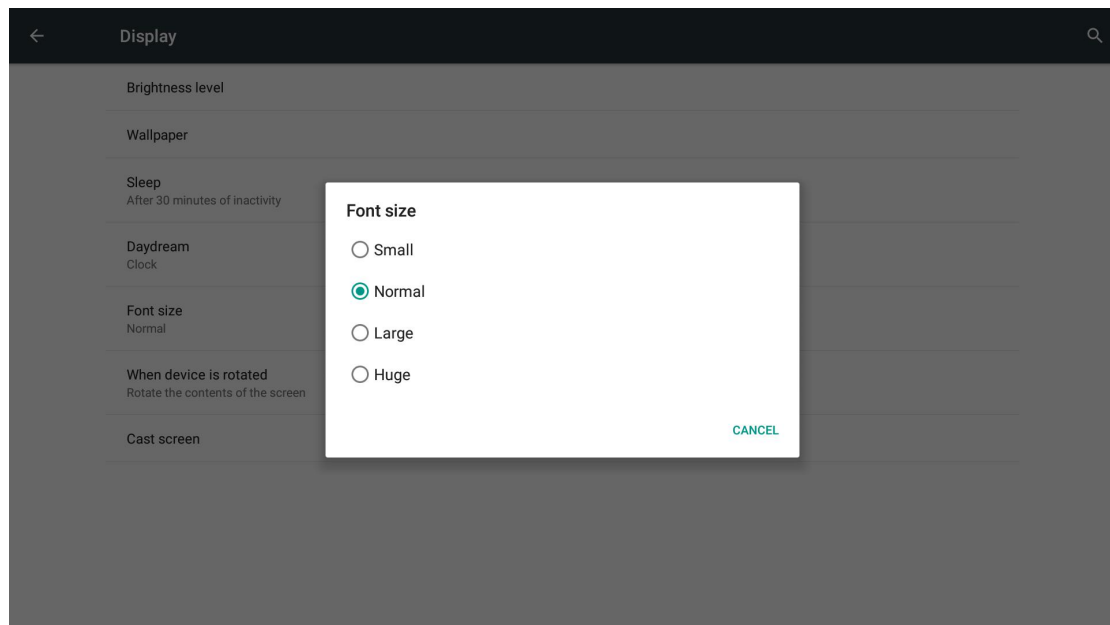 Display
Brightness level
Wallpaper
Sleep
After 30 minutes of inactivity
Daydream
Clock
Font size
Normal
When device is rotated
Rotate the contents of the screen
Cast screen
Font size
Small
Normal
Large
Huge
CANCEL